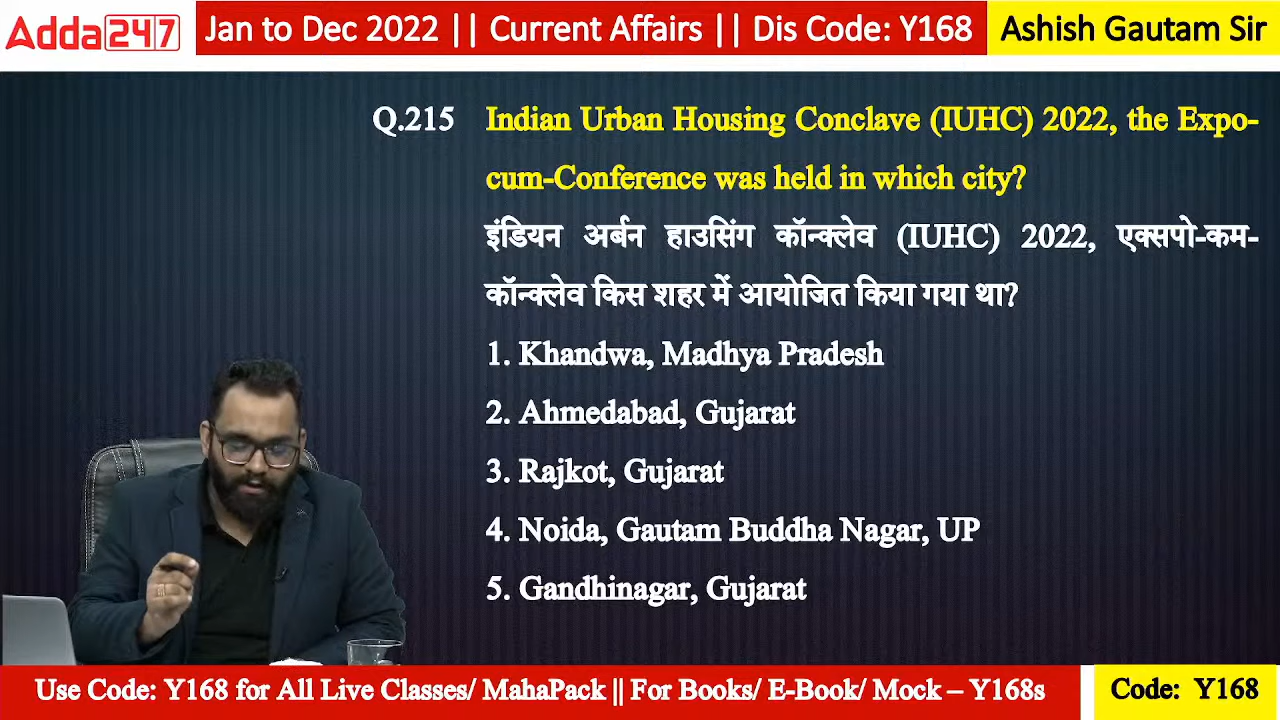 Adda247 Jan to Dec 2022 || Current Affairs || Dis Code: Y168 Ashish Gautam Sir
Q.215 Indian Urban Housing Conclave (IUHC) 2022, the Expo-
cum-Conference was held in which city?
इंडियन अर्बन हाउसिंग कॉन्क्लेव (IUHC) 2022, एक्सपो-कम-
कॉन्क्लेव किस शहर में आयोजित किया गया था?
1. Khandwa, Madhya Pradesh
2. Ahmedabad, Gujarat
3. Rajkot, Gujarat
4. Noida, Gautam Buddha Nagar, UP
5. Gandhinagar, Gujarat
Use Code: Y168 for All Live Classes/ MahaPack || For Books/ E-Book/ Mock – Y168s Code: Y168